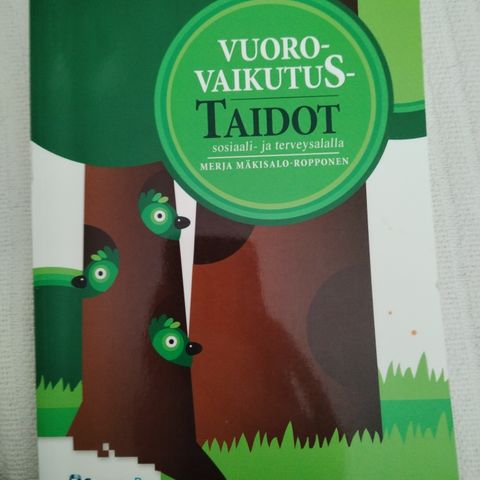 VUORO-
VAIKUTUS-
TAIDOT
sosiaali- ja terveysalalla
MERJA MÄKISALO-ROPPONEN